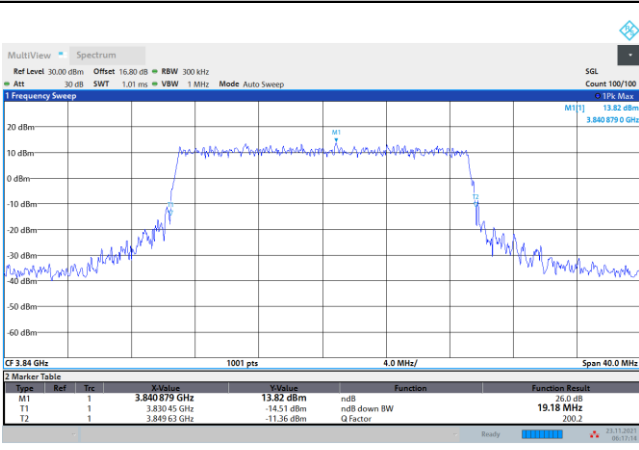 MultiView Spectrum
Ref Level 30.00 dBm Offset 16.80 dB RBW 300 kHz SGL
Att 30 dB SWT 1.01 ms VBW 1 MHz Mode Auto Sweep Count 100/100
1 Frequency Sweep 1Pk Max
M1[1] 13.82 dBm
3.840 879 0 GHz
20 dBm
M1
10 dBm
0 dBm
-10 dBm
T1
T2
-20 dBm
-30 dBm
-40 dBm
-50 dBm
-60 dBm
CF 3.84 GHz 1001 pts 4.0 MHz/ Span 40.0 MHz
2 Marker Table
Type Ref Trc X-Value Y-Value Function Function Result
M1 1 3.840 879 GHz 13.82 dBm ndB 26.0 dB
T1 1 3.830 45 GHz -14.51 dBm ndB down BW 19.18 MHz
T2 1 3.849 63 GHz -11.36 dBm Q Factor 200.2
Ready 23.11.2021
06:17:14